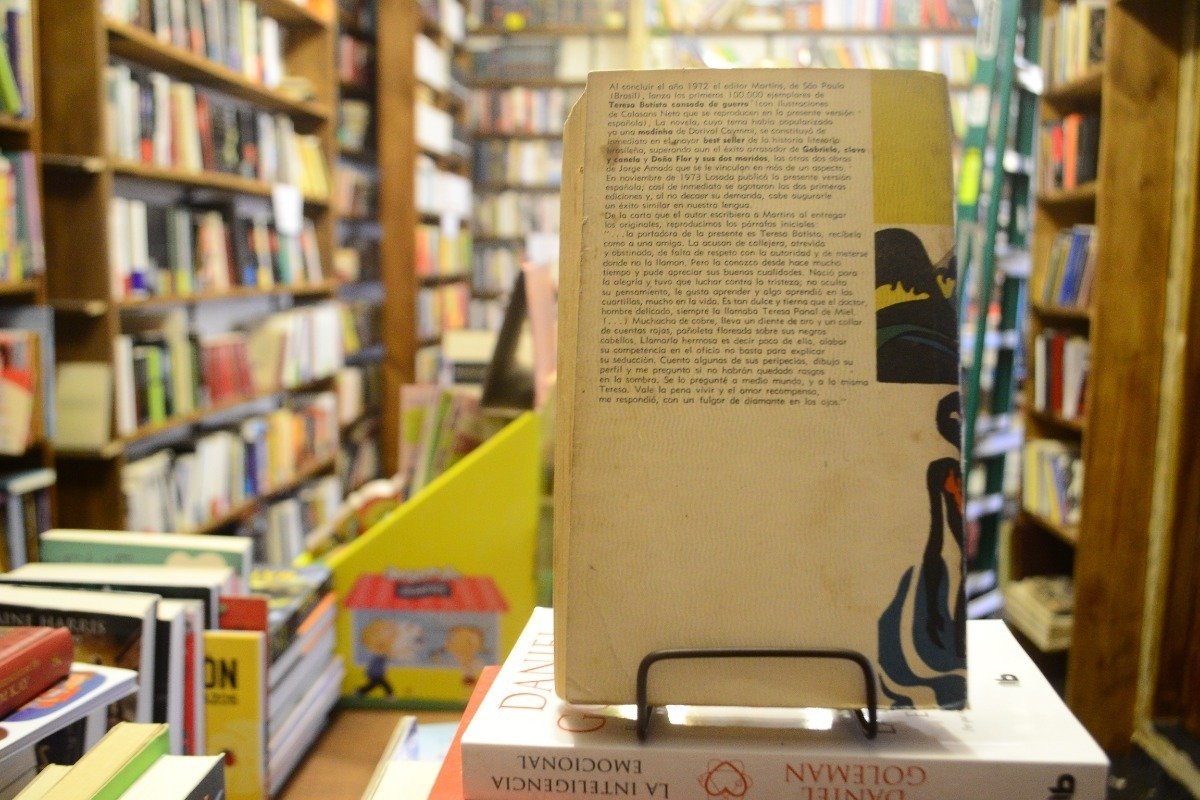 Al concluir el año 1972 el editor Martins, de São Paulo
(Brasil), lanza los primeros 100.000 ejemplares de
Teresa Batista cansada de guerra (con ilustraciones
de Calasans Neto que se reproducen en la presente versión
española). La novela, cuyo tema había popularizado
ya una modinha de Dorival Caymmi, se constituyó de
inmediato en el mayor best seller de la historia literaria
brasileña, superando aun el éxito arrasador de Gabriela, clavo
y canela y Doña Flor y sus dos maridos, las otras dos obras
de Jorge Amado que se le vinculan en más de un aspecto.
En noviembre de 1973 Losada publicó la presente versión
española; casi de inmediato se agotaron las dos primeras
ediciones y, al no decaer su demanda, cabe augurarle
un éxito similar en nuestra lengua.
De la carta que el autor escribiera a Martins al entregar
los originales, reproducimos los párrafos iniciales:
"...la portadora de la presente es Teresa Batista, recíbela
como a una amiga. La acusan de callejera, atrevida
y obstinada, de falta de respeto con la autoridad y de meterse
donde no la llaman. Pero la conozco desde hace mucho
tiempo y pude apreciar sus buenas cualidades. Nació para
la alegría y tuvo que luchar contra la tristeza; no oculta
su pensamiento, le gusta aprender y algo aprendió en las
cuartillas, mucho en la vida. Es tan dulce y tierna que el doctor,
hombre delicado, siempre la llamaba Teresa Panal de Miel.
(...) Muchacha de cobre, lleva un diente de oro y un collar
de cuentas rojas, pañoleta floreada sobre sus negros
cabellos. Llamarla hermosa es decir poco de ella, alabar
su competencia en el oficio no basta para explicar
su seducción. Cuento algunas de sus peripecias, dibujo su
perfil y me pregunto si no habrán quedado rasgos
en la sombra. Se lo pregunté a medio mundo, y a la misma
Teresa. Vale la pena vivir y el amor recompensa,
me respondió, con un fulgor de diamante en los ojos."
DANIEL
G
LA INTELIGENCIA
EMOCIONAL
DANIEL
GOLEMAN
HARRIS
ON